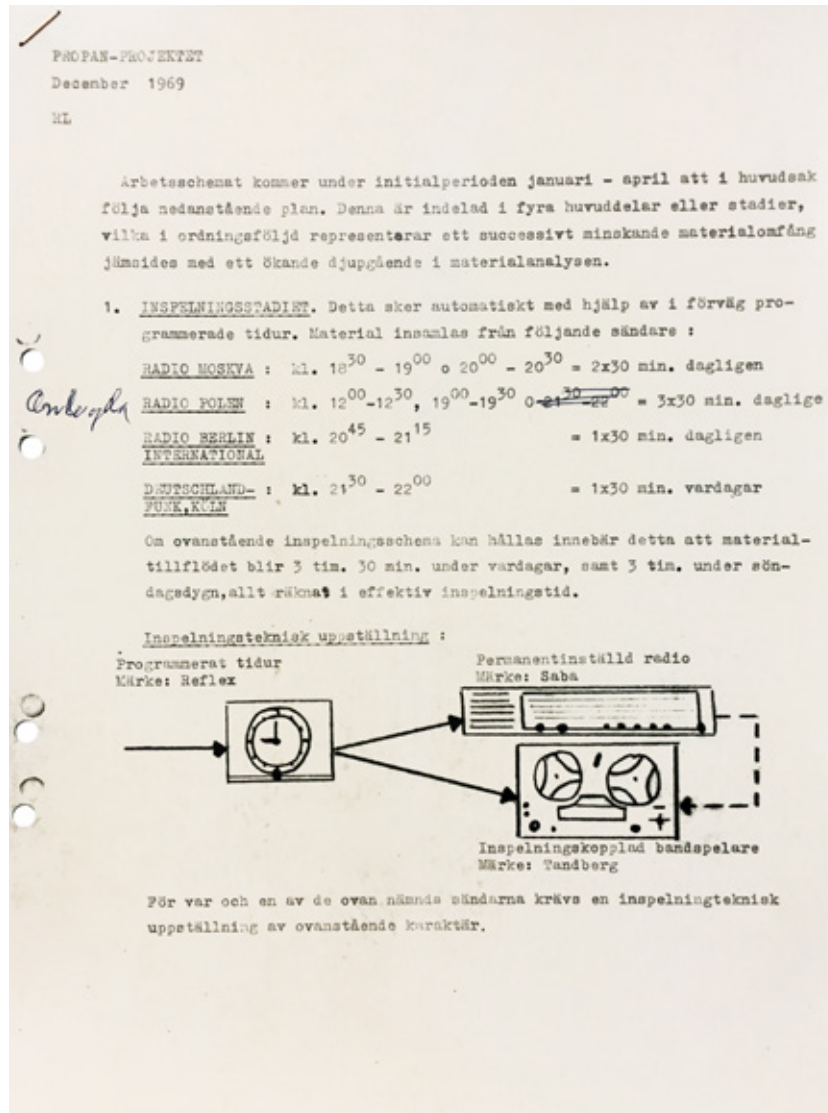 PROPAN-PROJEKTET
December 1969
RL
Arbetsschemat kommer under initialperioden januari - april att i huvudsak
följa nedanstående plan. Denna är indelad i fyra huvuddelar eller stadier,
vilka i ordningsföljd representerar ett successivt minskande materialomfång
jämsides med ett ökande djupgående i materialanalysen.
1. INSPELNINGSSTADIET. Detta sker automatiskt med hjälp av i förväg pro-
grammerade tidur. Material insamlas från följande sändare :
RADIO MOSKVA : kl. 18³⁰ - 19⁰⁰ o 20⁰⁰ - 20³⁰ = 2x30 min. dagligen
RADIO POLEN : kl. 12⁰⁰-12³⁰, 19⁰⁰-19³⁰ o 21³⁰-22⁰⁰ = 3x30 min. daglige
RADIO BERLIN : kl. 20⁴⁵ - 21¹⁵ = 1x30 min. dagligen
INTERNATIONAL
DEUTSCHLAND- : kl. 21³⁰ - 22⁰⁰ = 1x30 min. vardagar
FUNK,KÖLN
Om ovanstående inspelningsschema kan hållas innebär detta att material-
tillflödet blir 3 tim. 30 min. under vardagar, samt 3 tim. under sön-
dagsdygn,allt räknat i effektiv inspelningstid.
Inspelningsteknisk uppställning :
Programmerat tidur
Märke: Reflex
Permanentinställd radio
Märke: Saba
Inspelningskopplad bandspelare
Märke: Tandberg
För var och en av de ovan nämnda sändarna krävs en inspelningteknisk
uppställning av ovanstående karaktär.